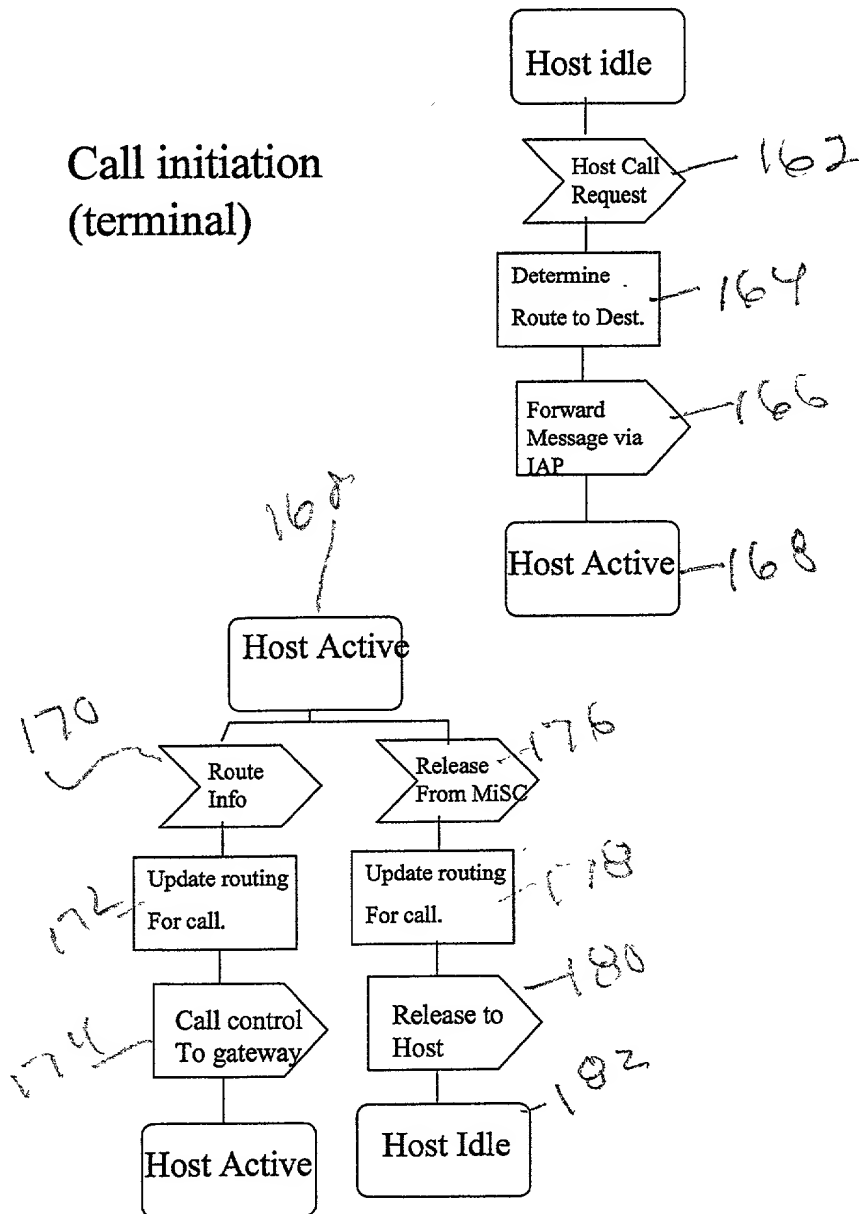 Host idle
Call initiation
(terminal)
Host Call
Request
162
Determine
Route to Dest.
164
Forward
Message via
IAP
166
Host Active
168
168
Host Active
170
Route
Info
Release
From MiSC
176
172
Update routing
For call.
Update routing
For call.
178
174
Call control
To gateway
Release to
Host
180
Host Active
Host Idle
182